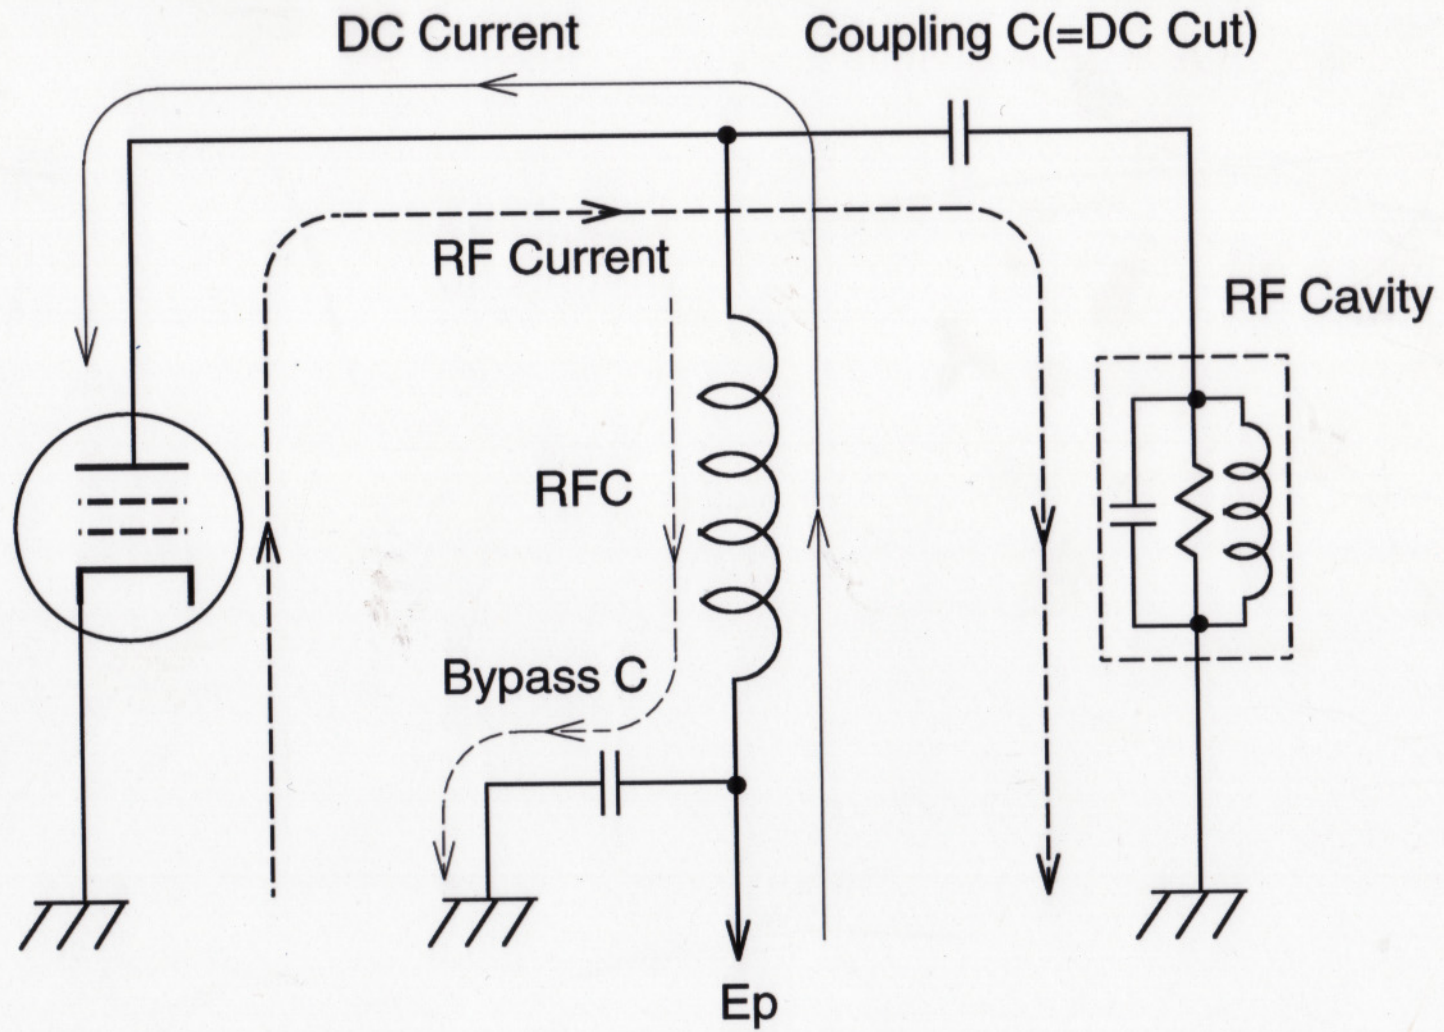 DC Current
Coupling C(=DC Cut)
RF Current
RF Cavity
RFC
Bypass C
Ep